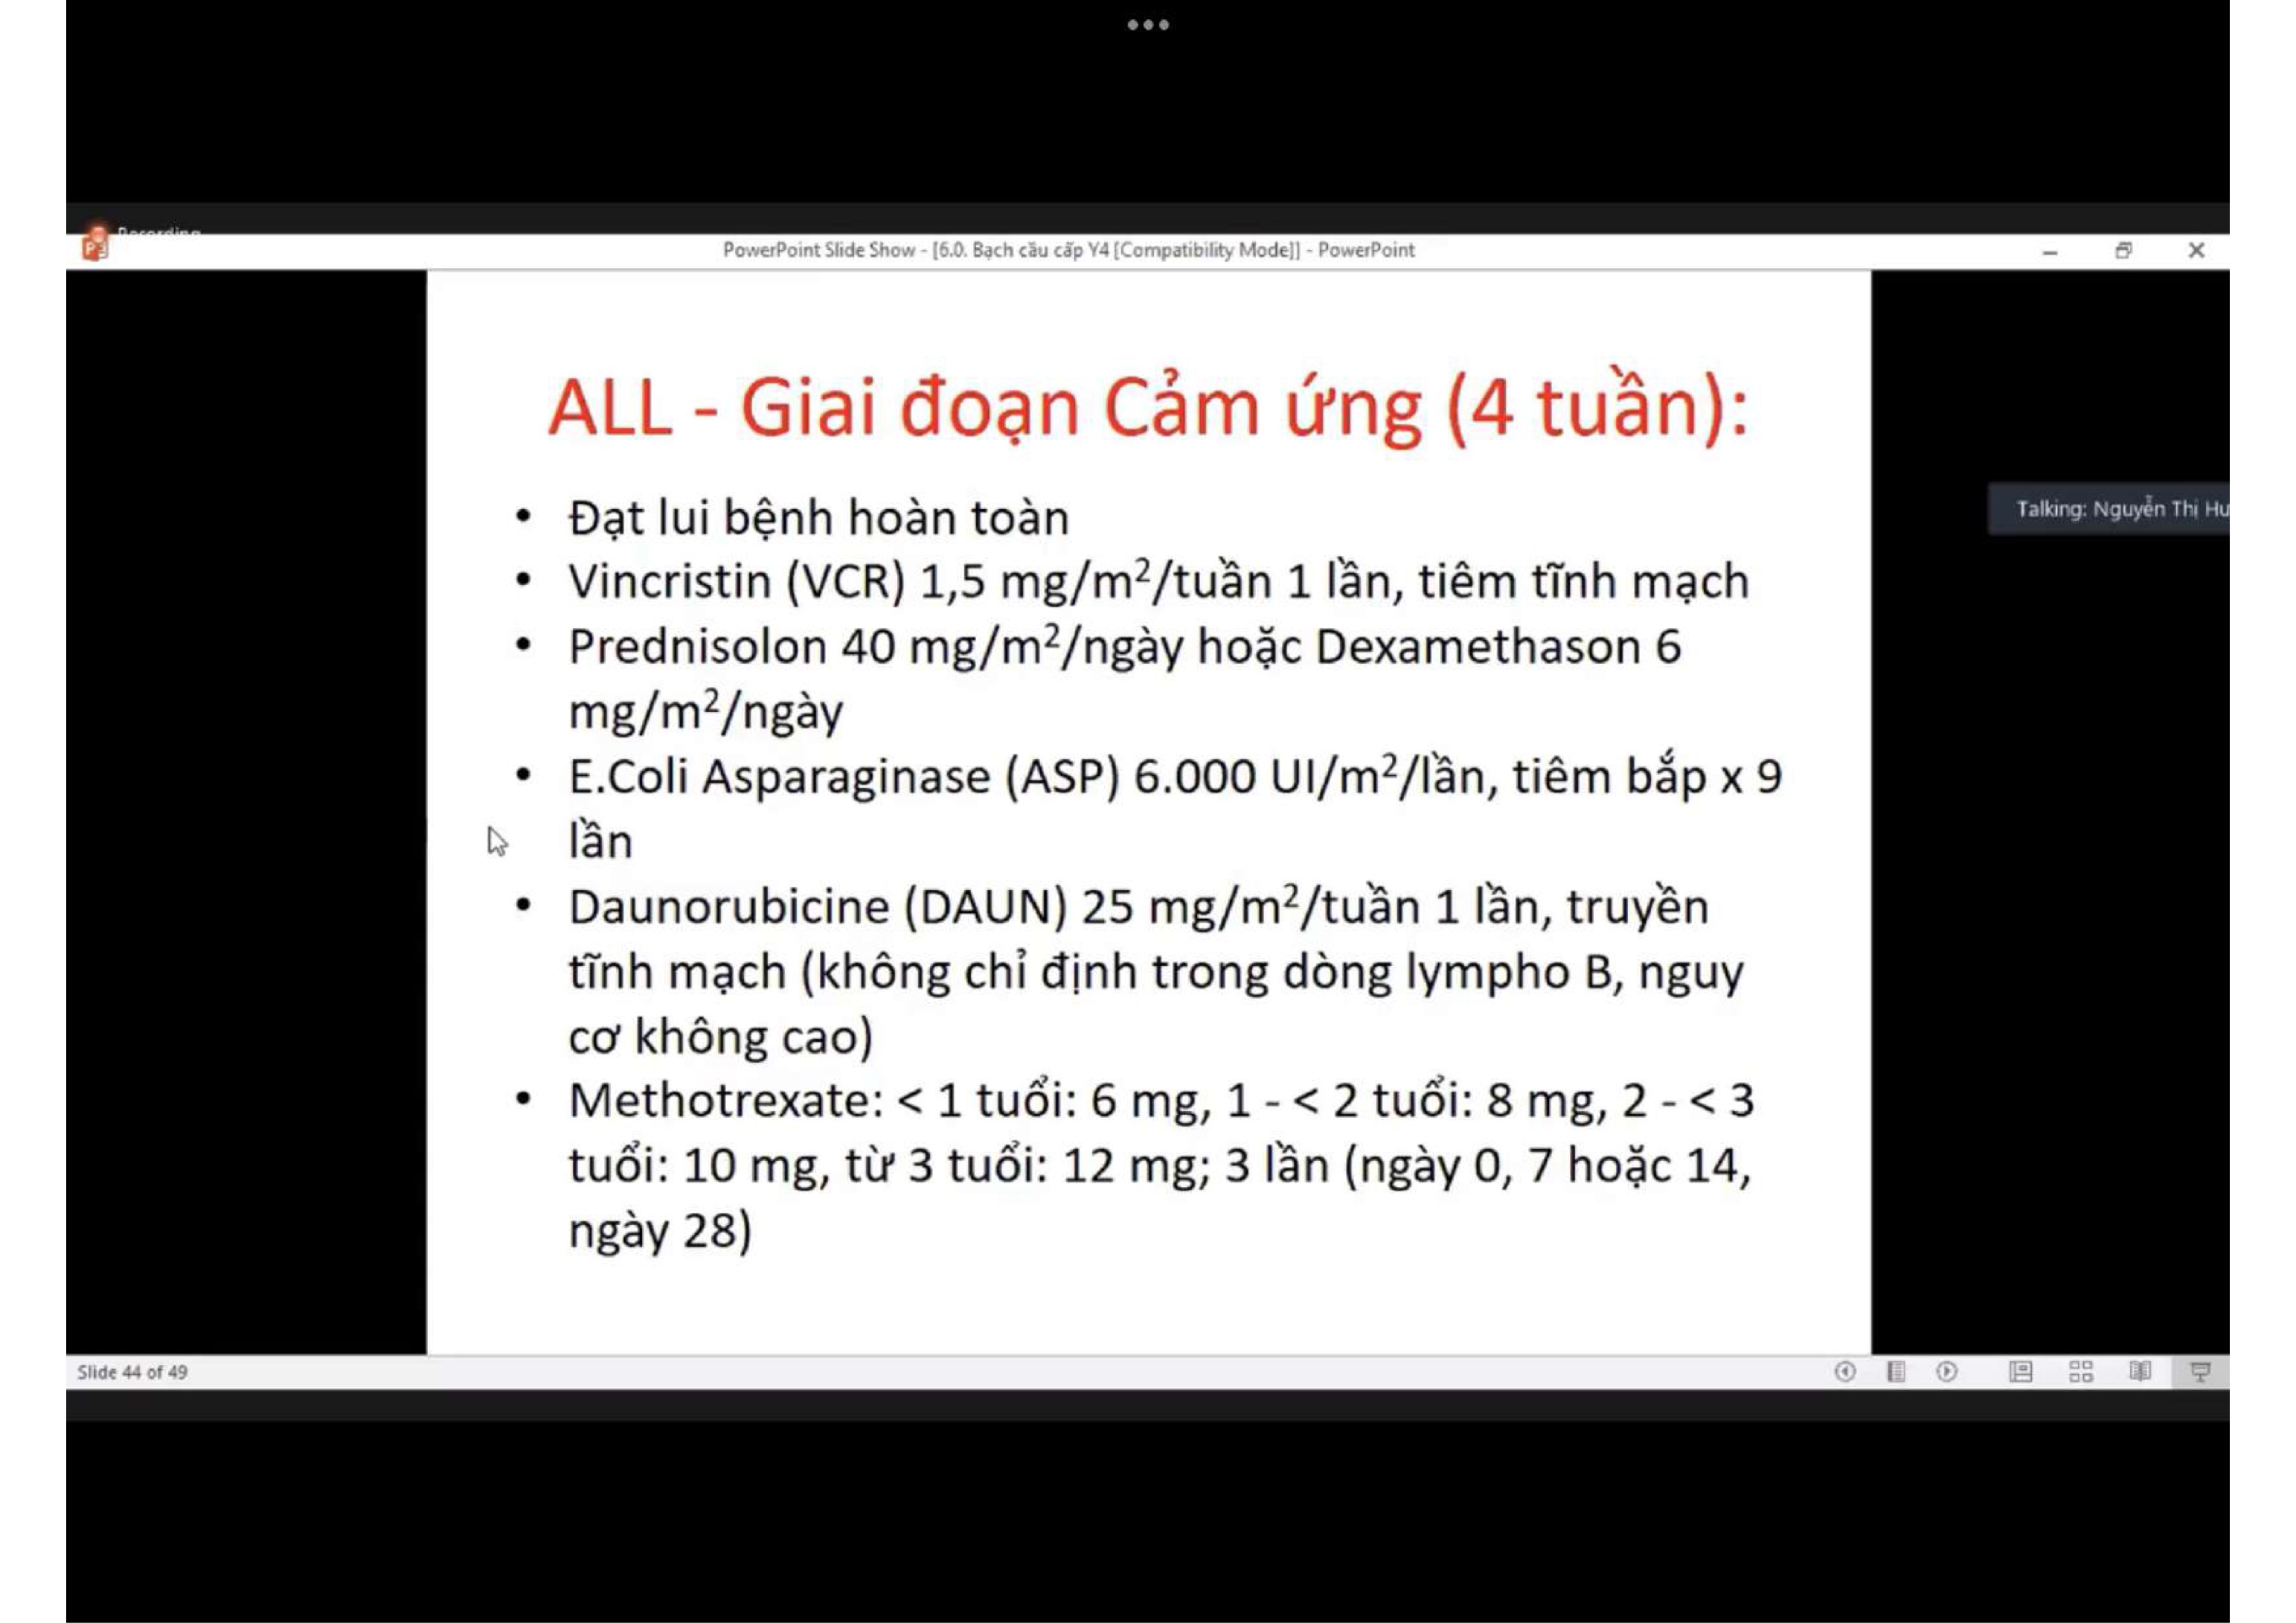 Recording
PowerPoint Slide Show - [6.0. Bạch cầu cấp Y4 [Compatibility Mode]] - PowerPoint
ALL - Giai đoạn Cảm ứng (4 tuần):
• Đạt lui bệnh hoàn toàn
• Vincristin (VCR) 1,5 mg/m²/tuần 1 lần, tiêm tĩnh mạch
• Prednisolon 40 mg/m²/ngày hoặc Dexamethason 6
mg/m²/ngày
• E.Coli Asparaginase (ASP) 6.000 UI/m²/lần, tiêm bắp x 9
lần
• Daunorubicine (DAUN) 25 mg/m²/tuần 1 lần, truyền
tĩnh mạch (không chỉ định trong dòng lympho B, nguy
cơ không cao)
• Methotrexate: < 1 tuổi: 6 mg, 1 - < 2 tuổi: 8 mg, 2 - < 3
tuổi: 10 mg, từ 3 tuổi: 12 mg; 3 lần (ngày 0, 7 hoặc 14,
ngày 28)
Talking: Nguyễn Thị Hu
Slide 44 of 49